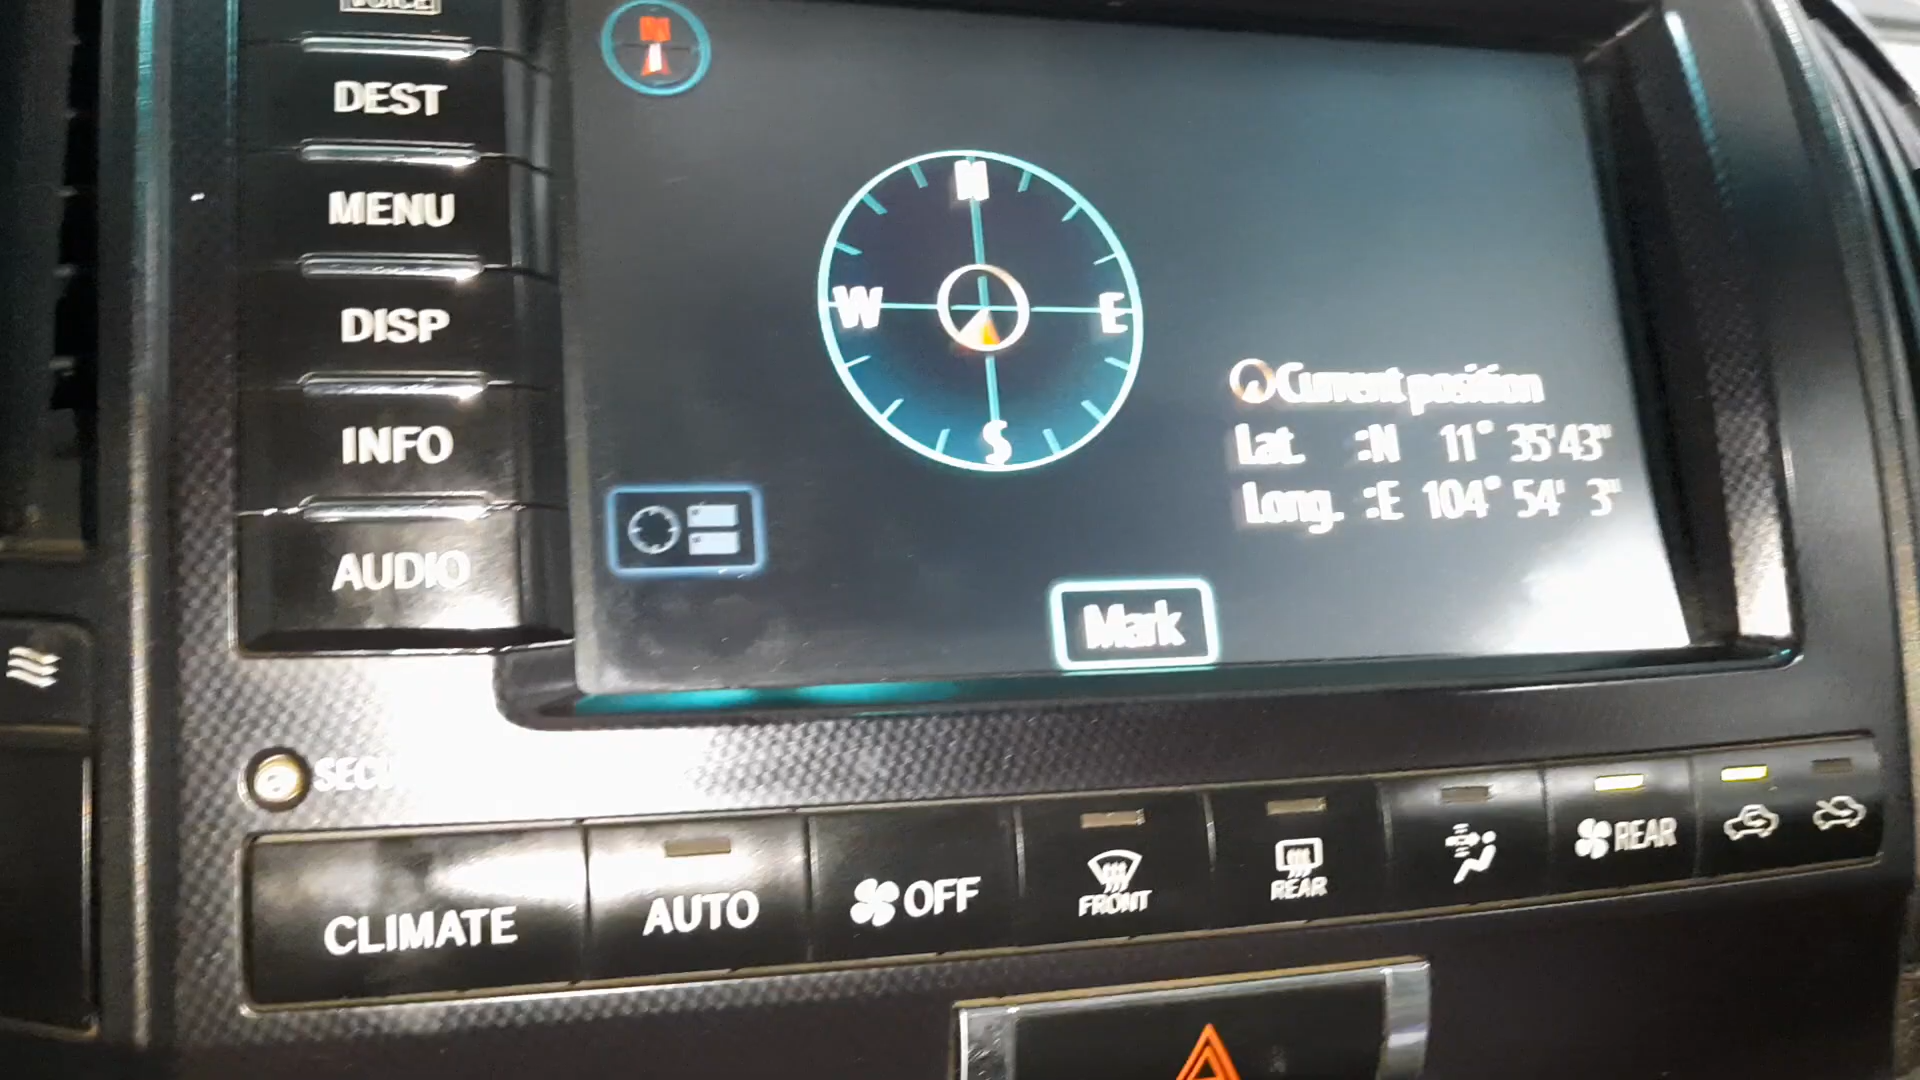 VOICE
DEST
MENU
DISP
INFO
AUDIO
N
W E
S
Current position
Lat. :N 11° 35'43"
Long. :E 104° 54' 3"
Mark
CLIMATE
AUTO
OFF
FRONT
REAR
REAR